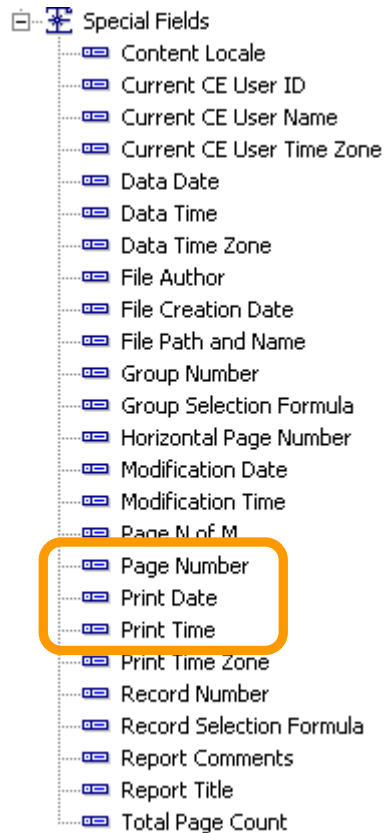 Special Fields
Content Locale
Current CE User ID
Current CE User Name
Current CE User Time Zone
Data Date
Data Time
Data Time Zone
File Author
File Creation Date
File Path and Name
Group Number
Group Selection Formula
Horizontal Page Number
Modification Date
Modification Time
Page N of M
Page Number
Print Date
Print Time
Print Time Zone
Record Number
Record Selection Formula
Report Comments
Report Title
Total Page Count